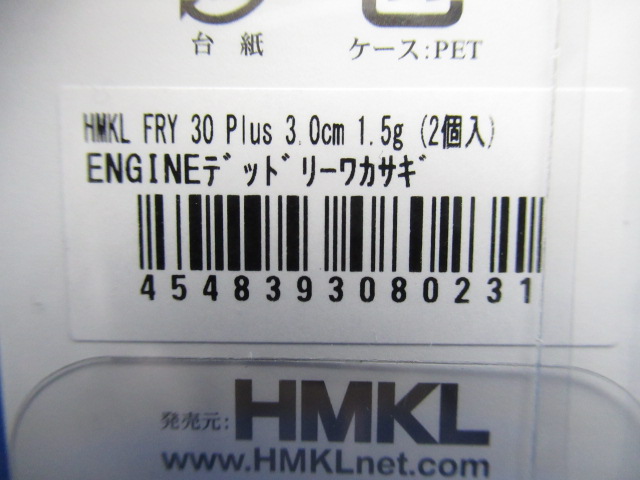 台紙 ケース:PET
HMKL FRY 30 Plus 3.0cm 1.5g (2個入)
ENGINEデッドリーワカサギ
4548393080231
発売元: HMKL
www.HMKLnet.com